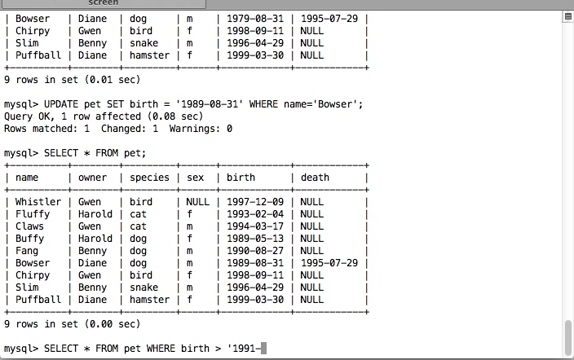 screen
| Bowser | Diane | dog | m | 1979-08-31 | 1995-07-29 |
| Chirpy | Gwen | bird | f | 1998-09-11 | NULL |
| Slim | Benny | snake | m | 1996-04-29 | NULL |
| Puffball | Diane | hamster | f | 1999-03-30 | NULL |
+----------+--------+---------+------+------------+------------+
9 rows in set (0.01 sec)
mysql> UPDATE pet SET birth = '1989-08-31' WHERE name='Bowser';
Query OK, 1 row affected (0.08 sec)
Rows matched: 1  Changed: 1  Warnings: 0
mysql> SELECT * FROM pet;
+----------+--------+---------+------+------------+------------+
| name | owner | species | sex | birth | death |
+----------+--------+---------+------+------------+------------+
| Whistler | Gwen | bird | NULL | 1997-12-09 | NULL |
| Fluffy | Harold | cat | f | 1993-02-04 | NULL |
| Claws | Gwen | cat | m | 1994-03-17 | NULL |
| Buffy | Harold | dog | f | 1989-05-13 | NULL |
| Fang | Benny | dog | m | 1990-08-27 | NULL |
| Bowser | Diane | dog | m | 1989-08-31 | 1995-07-29 |
| Chirpy | Gwen | bird | f | 1998-09-11 | NULL |
| Slim | Benny | snake | m | 1996-04-29 | NULL |
| Puffball | Diane | hamster | f | 1999-03-30 | NULL |
+----------+--------+---------+------+------------+------------+
9 rows in set (0.00 sec)
mysql> SELECT * FROM pet WHERE birth > '1991-